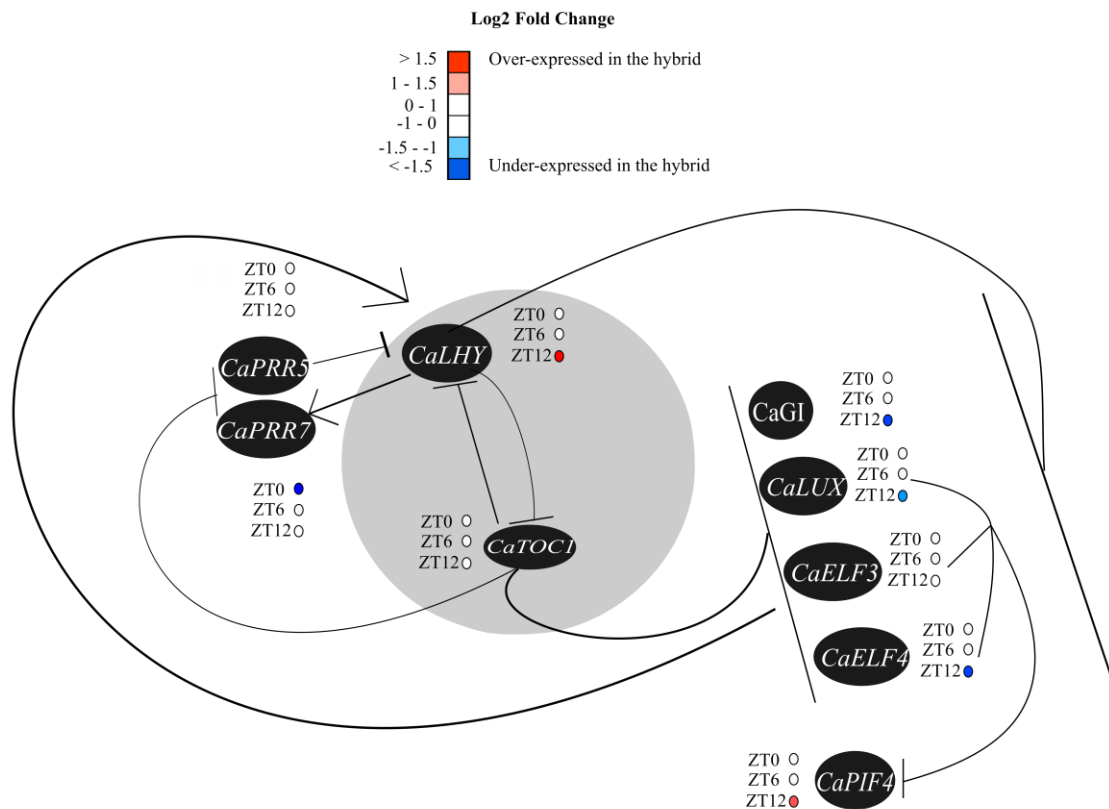 Log2 Fold Change
> 1.5 Over-expressed in the hybrid
1 - 1.5
0 - 1
-1 - 0
-1.5 - -1
< -1.5 Under-expressed in the hybrid
ZT0
ZT6
ZT12
CaPRR5
CaPRR7
ZT0
ZT6
ZT12
CaLHY
ZT0
ZT6
ZT12
ZT0
ZT6
ZT12
CaTOC1
CaGI
ZT0
ZT6
ZT12
CaLUX
ZT0
ZT6
ZT12
CaELF3
ZT0
ZT6
ZT12
CaELF4
ZT0
ZT6
ZT12
ZT0
ZT6
ZT12
CaPIF4